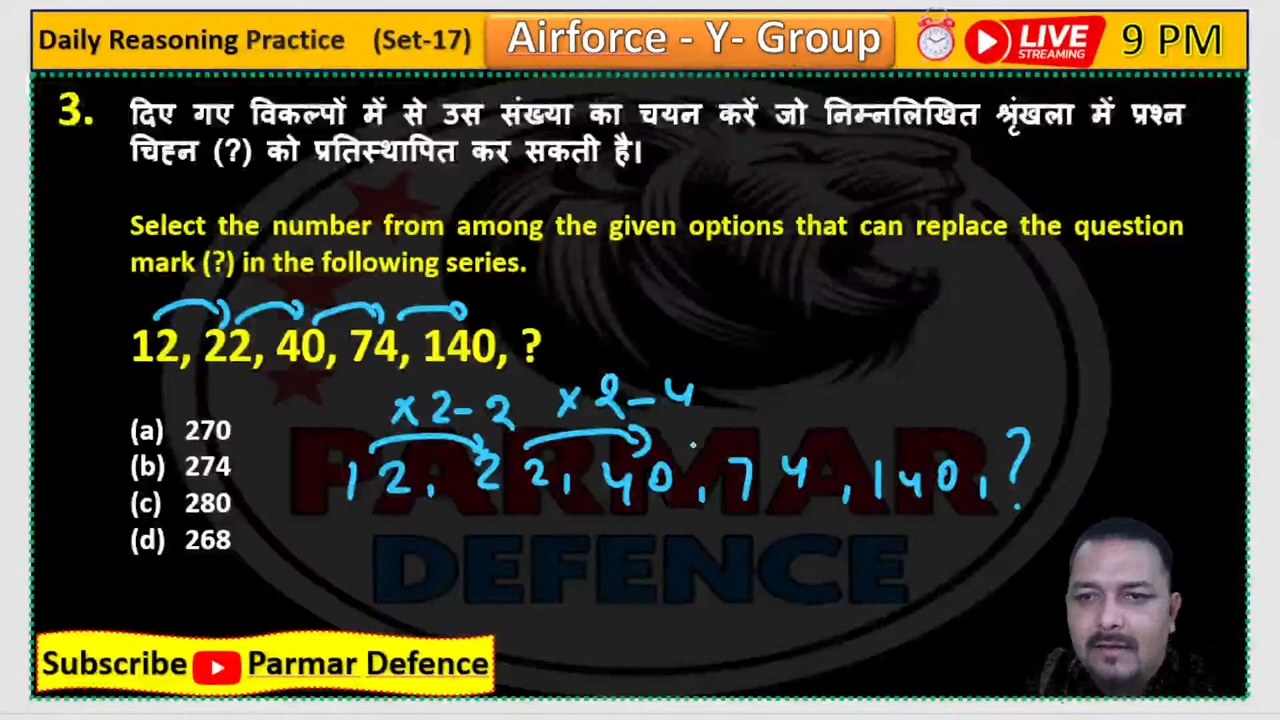 Daily Reasoning Practice (Set-17) Airforce - Y- Group LIVE STREAMING 9 PM
3. दिए गए विकल्पों में से उस संख्या का चयन करें जो निम्नलिखित श्रृंखला में प्रश्न
चिह्न (?) को प्रतिस्थापित कर सकती है।
Select the number from among the given options that can replace the question
mark (?) in the following series.
12, 22, 40, 74, 140, ?
×2-2 ×2-4
12, 22, 40, 74, 140, ?
(a) 270
(b) 274
(c) 280
(d) 268
PARMAR
DEFENCE
Subscribe Parmar Defence